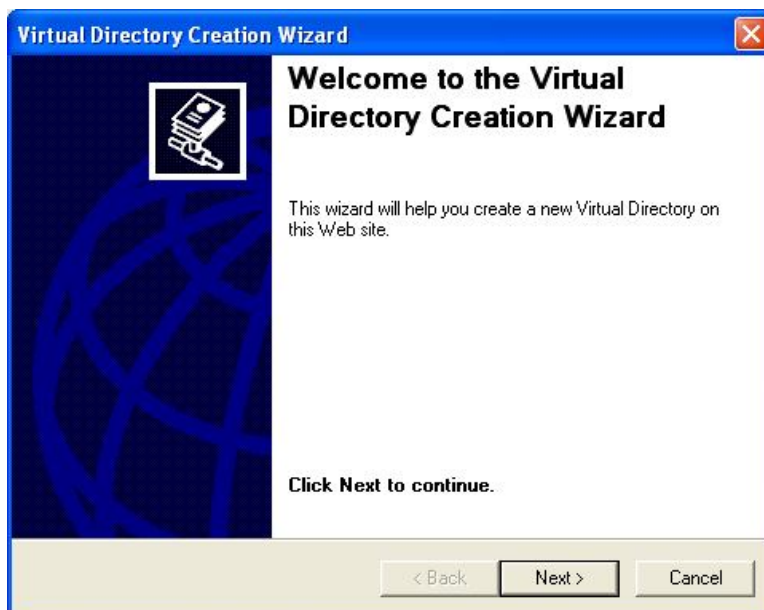 Virtual Directory Creation Wizard
Welcome to the Virtual
Directory Creation Wizard
This wizard will help you create a new Virtual Directory on
this Web site.
Click Next to continue.
< Back
Next >
Cancel